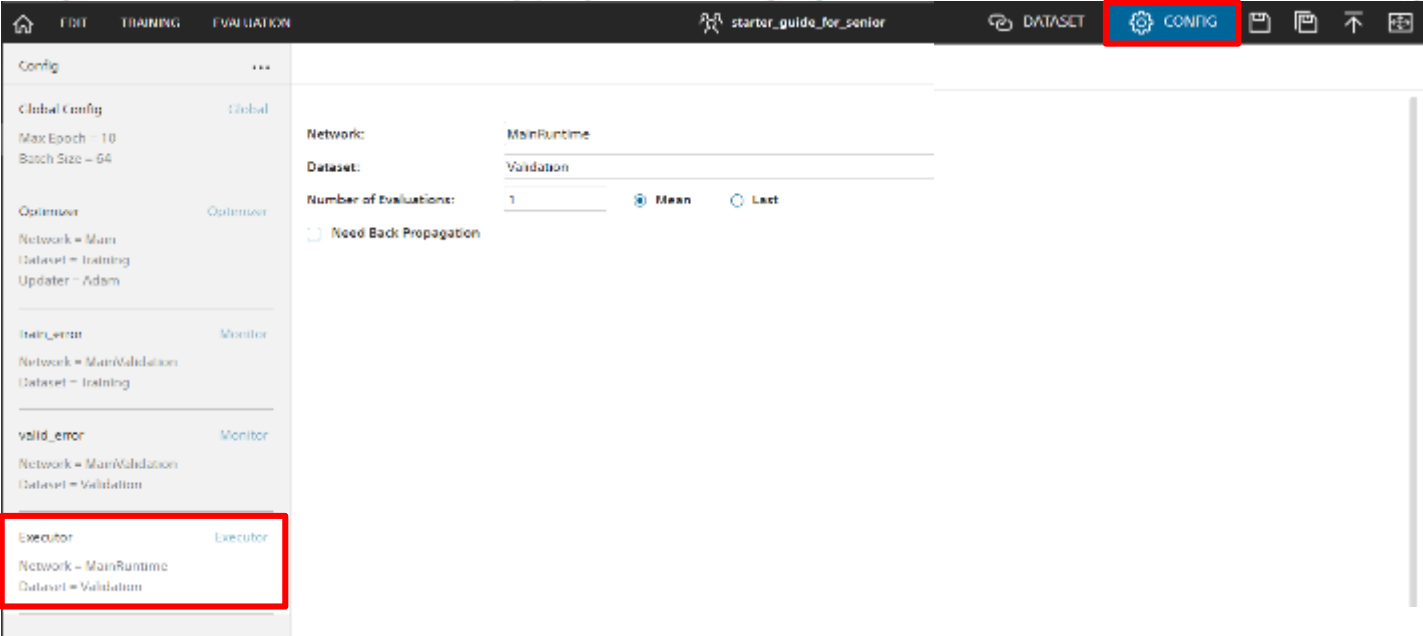 EDIT TRAINING EVALUATION starter_guide_for_senior DATASET CONFIG
Config ...
Global Config Global
Max Epoch = 10
Batch Size = 64
Optimizer Optimizer
Network = Main
Dataset = Training
Updater = Adam
train_error Monitor
Network = MainValidation
Dataset = Training
valid_error Monitor
Network = MainValidation
Dataset = Validation
Executor Executor
Network = MainRuntime
Dataset = Validation
Network: MainRuntime
Dataset: Validation
Number of Evaluations: 1 Mean Last
Need Back Propagation